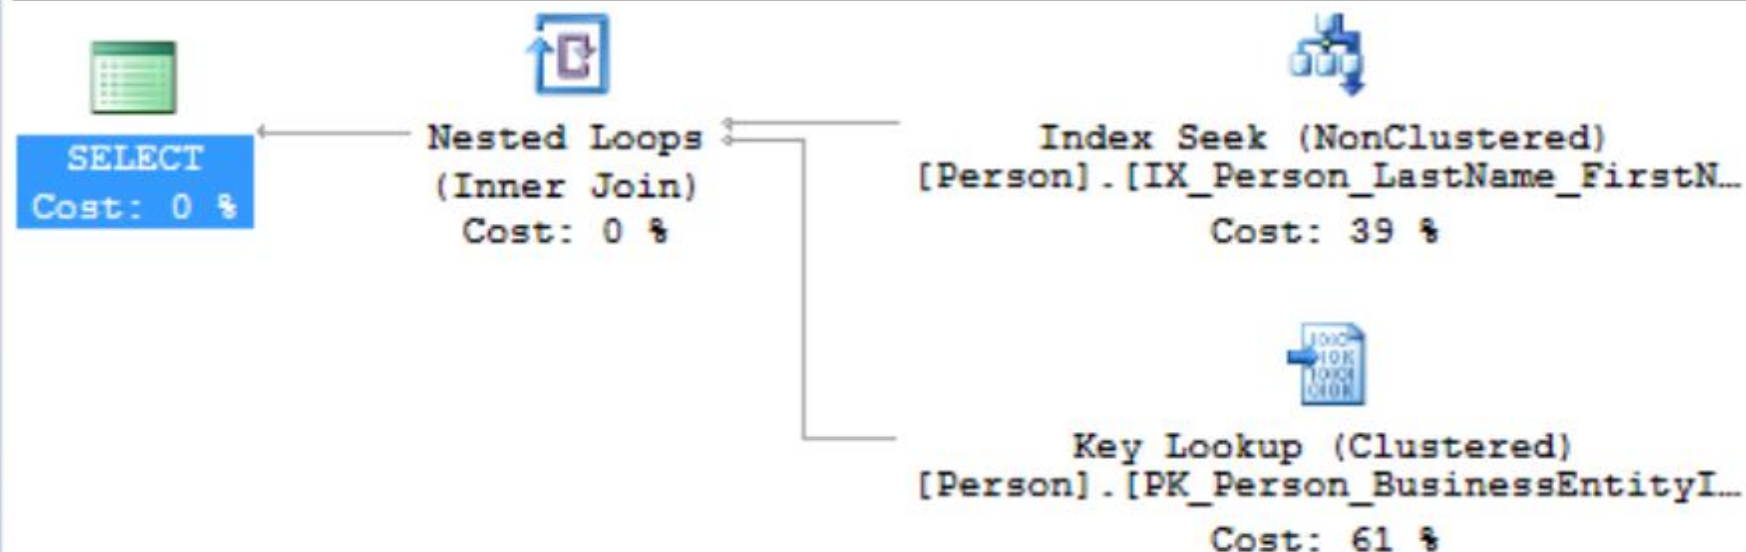 SELECT
Cost: 0 %
Nested Loops
(Inner Join)
Cost: 0 %
Index Seek (NonClustered)
[Person].[IX_Person_LastName_FirstN…
Cost: 39 %
Key Lookup (Clustered)
[Person].[PK_Person_BusinessEntityI…
Cost: 61 %